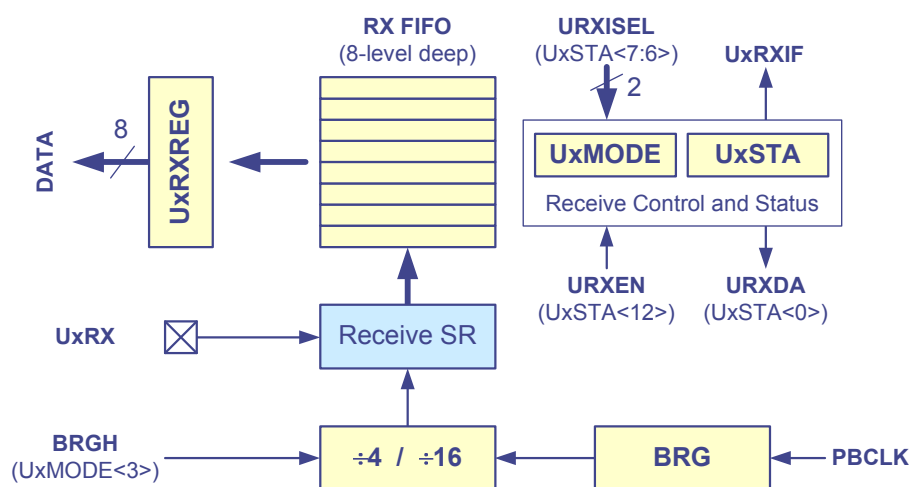 RX FIFO
(8-level deep)
URXISEL
(UxSTA<7:6>)
UxRXIF
2
8
DATA
UxRXREG
UxMODE
UxSTA
Receive Control and Status
URXEN
(UxSTA<12>)
URXDA
(UxSTA<0>)
UxRX
Receive SR
BRGH
(UxMODE<3>)
÷4 / ÷16
BRG
PBCLK